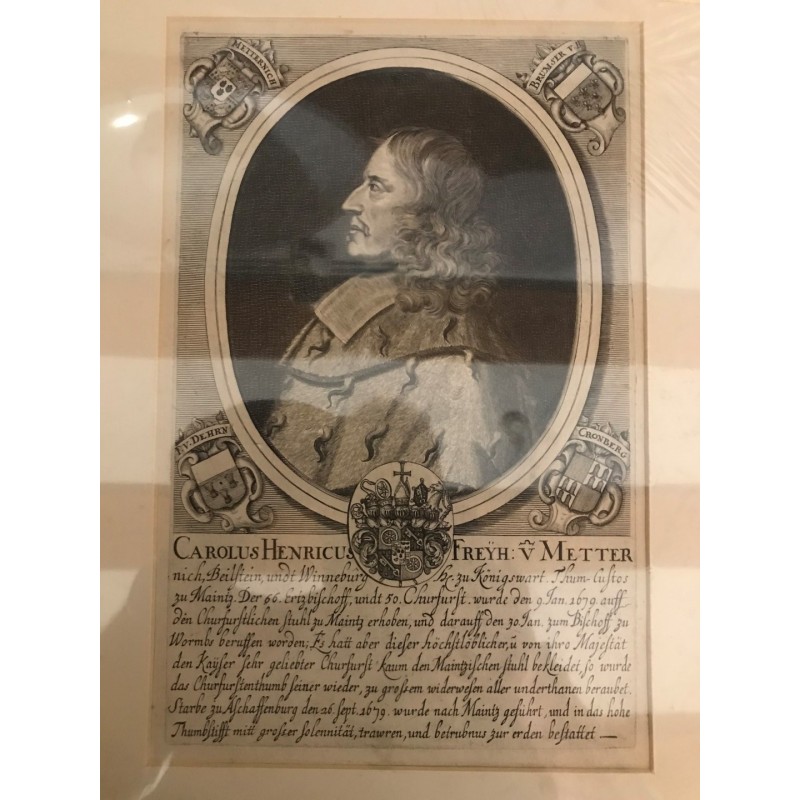 METTERNICH
BRUMSER V. R
F. V. DEHRN
CRONBERG
CAROLUS HENRICUS FREŸH: V̈ METTER
nich, Beilstein, undt Winneburg Hr. zu Königswart. Thum-Custos
zu Maintz. Der 66. Ertzbischoff, undt 50. Churfurst. wurde den 9 Jan. 1679. auff
den Churfurstlichen stuhl zu Maintz erhoben, und darauff den 30 Jan. zum Bischoff zu
Wormbs beruffen worden; Es hatt aber dieser höchstlöblicher, ü von ihro Majestät
den Kayser sehr geliebter Churfurst kaum den Maintzischen stuhl bekleidet, so wurde
das Churfurstenthumb seiner wieder, zu grossem widerwesen aller underthanen beraubet.
Starbe zu Aschaffenburg den 26. Sept. 1679. wurde nach Maintz geführt, und in das hohe
Thumbstifft mitt grosser solennität, trawren, und betrubnus zur erden bestattet —